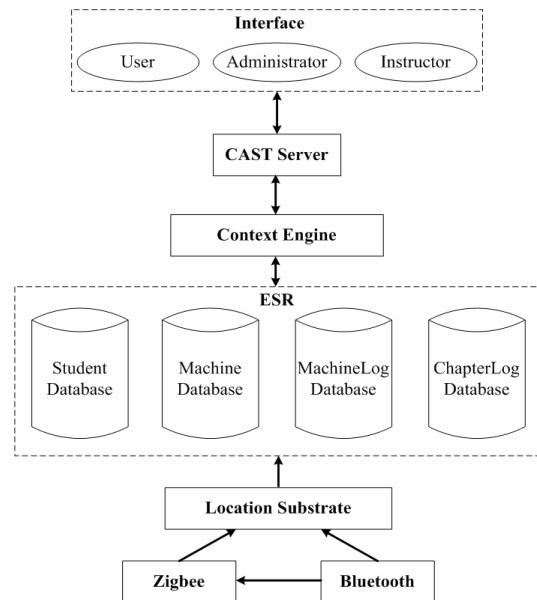 Interface
User
Administrator
Instructor
CAST Server
Context Engine
ESR
Student
Database
Machine
Database
MachineLog
Database
ChapterLog
Database
Location Substrate
Zigbee
Bluetooth